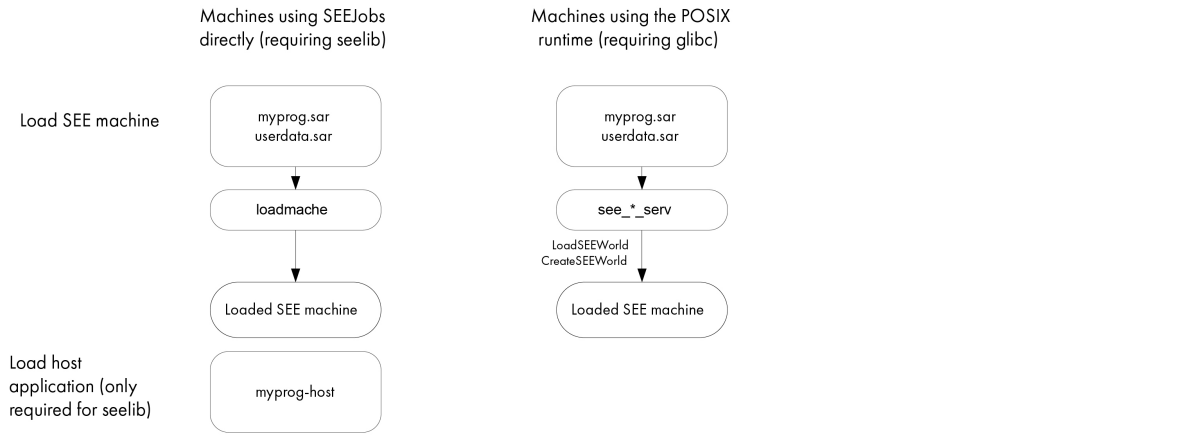 Machines using SEEJobs
directly (requiring seelib)
Machines using the POSIX
runtime (requiring glibc)
Load SEE machine
myprog.sar
userdata.sar
myprog.sar
userdata.sar
loadmache
see_*_serv
LoadSEEWorld
CreateSEEWorld
Loaded SEE machine
Loaded SEE machine
Load host
application (only
required for seelib)
myprog-host